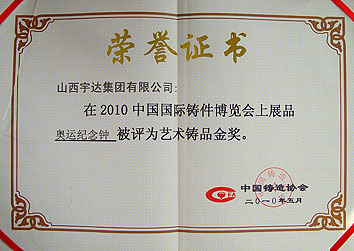 荣誉证书
山西宇达集团有限公司:
在2010中国国际铸件博览会上展品
奥运纪念钟 被评为艺术铸品金奖。
中国铸造协会
二〇一〇年五月